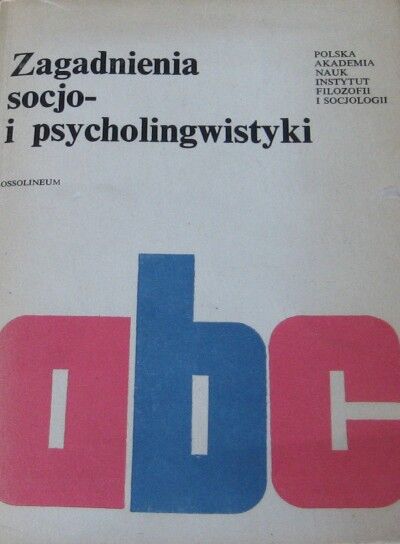 Zagadnienia
socjo-
i psycholingwistyki
POLSKA
AKADEMIA
NAUK
INSTYTUT
FILOZOFII
I SOCJOLOGII
OSSOLINEUM
abc